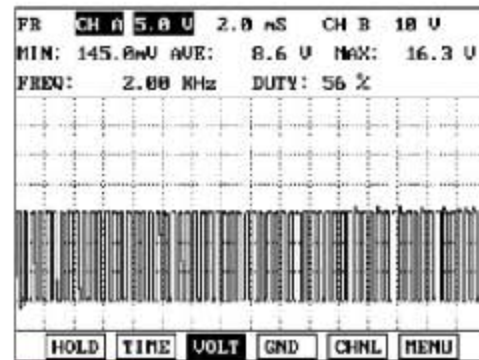 FR CH A 5.0 V 2.0 mS CH B 10 V
MIN: 145.0mV AVE: 8.6 V MAX: 16.3 V
FREQ: 2.00 KHz DUTY: 56 %
HOLD TIME VOLT GND CHNL MENU